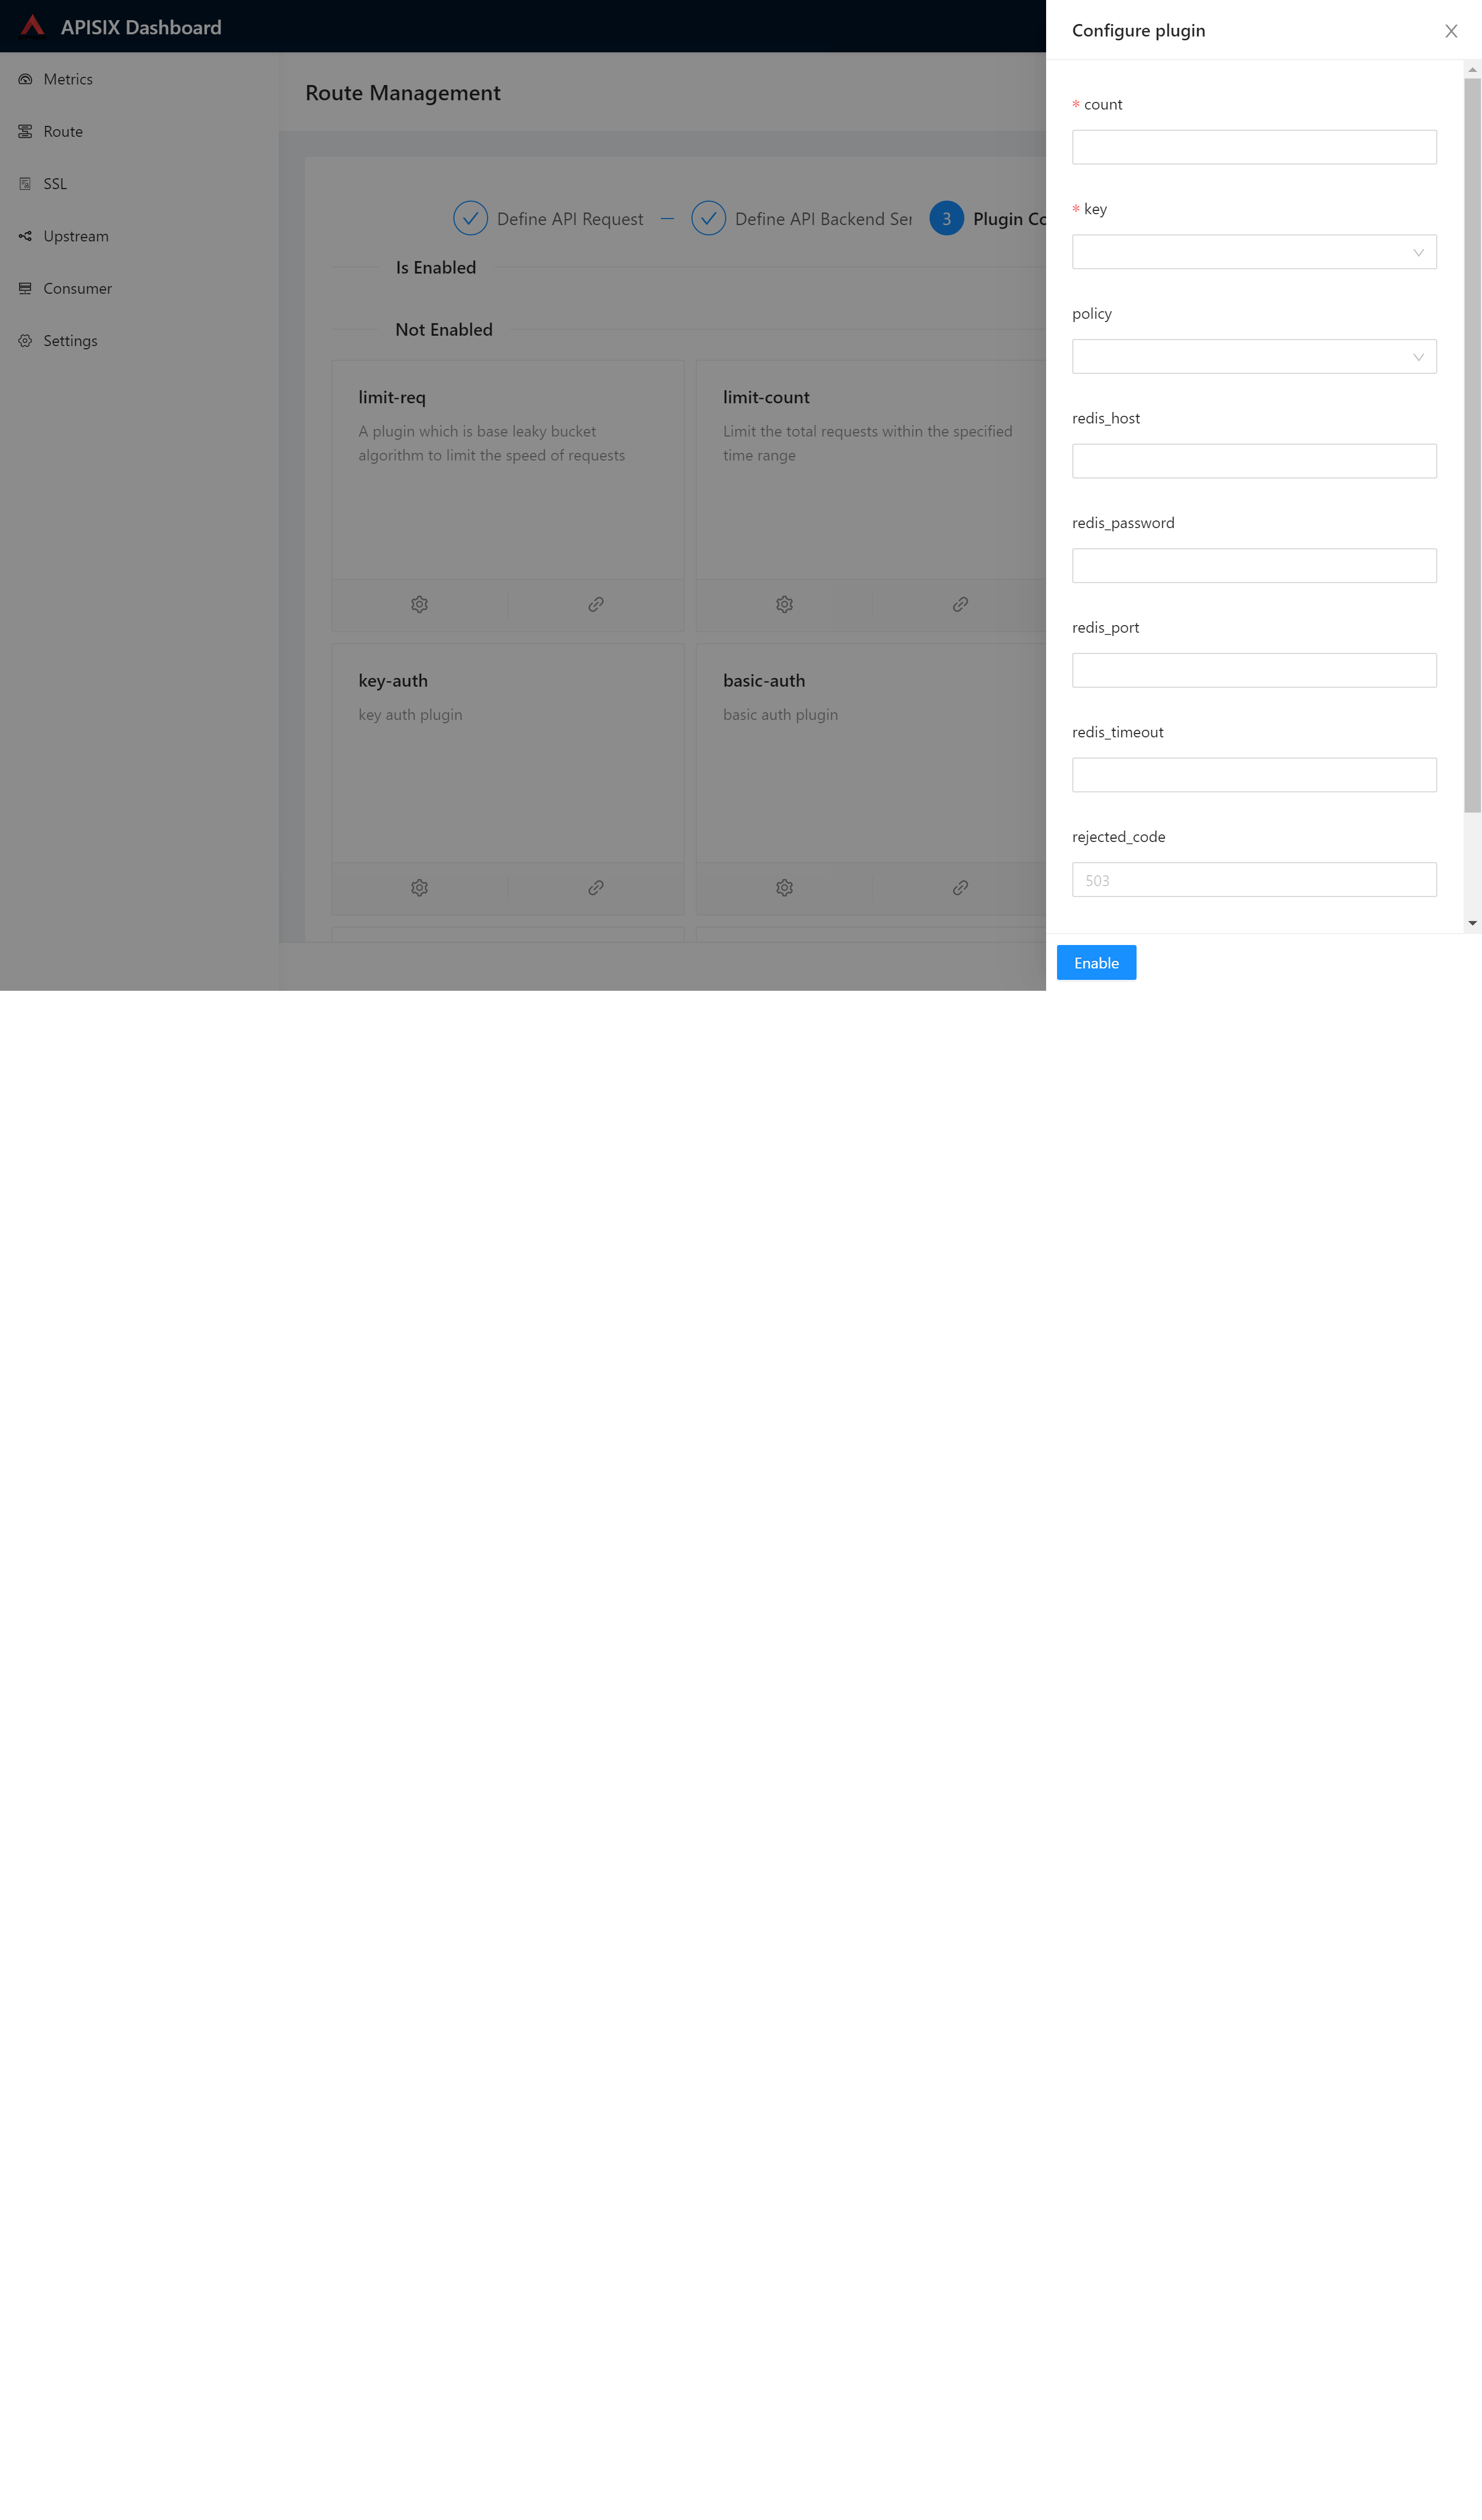 APISIX Dashboard
Metrics
Route
SSL
Upstream
Consumer
Settings
Route Management
Define API Request
Define API Backend Ser
3
Plugin Co
Is Enabled
Not Enabled
limit-req
A plugin which is base leaky bucket
algorithm to limit the speed of requests
limit-count
Limit the total requests within the specified
time range
key-auth
key auth plugin
basic-auth
basic auth plugin
Configure plugin
* count
* key
policy
redis_host
redis_password
redis_port
redis_timeout
rejected_code
503
Enable